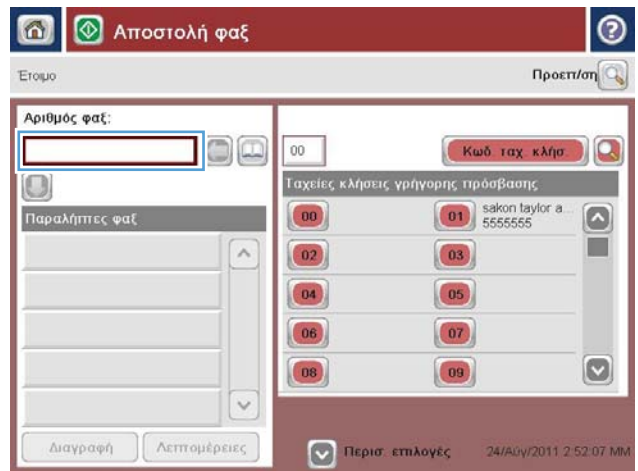 Αποστολή φαξ
Έτοιμο
Προεπ/ση
Αριθμός φαξ:
00
Κωδ. ταχ. κλήσ.
Ταχείες κλήσεις γρήγορης πρόσβασης
Παραλήπτες φαξ
00
01
sakon taylor a...
5555555
02
03
04
05
06
07
08
09
Διαγραφή
Λεπτομέρειες
Περισ. επιλογές
24/Αύγ/2011 2:52:07 ΜΜ